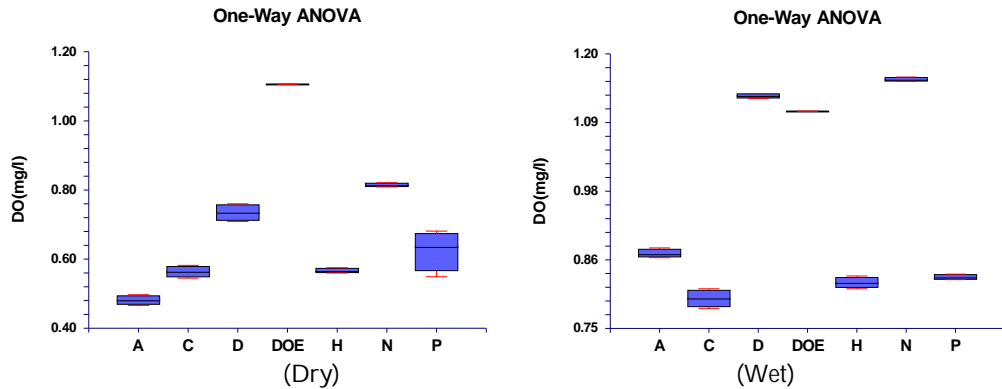 One-Way ANOVA
1.20
1.00
0.80
0.60
0.40
DO(mg/l)
A C D DOE H N P
(Dry)
One-Way ANOVA
1.20
1.09
0.98
0.86
0.75
DO(mg/l)
A C D DOE H N P
(Wet)